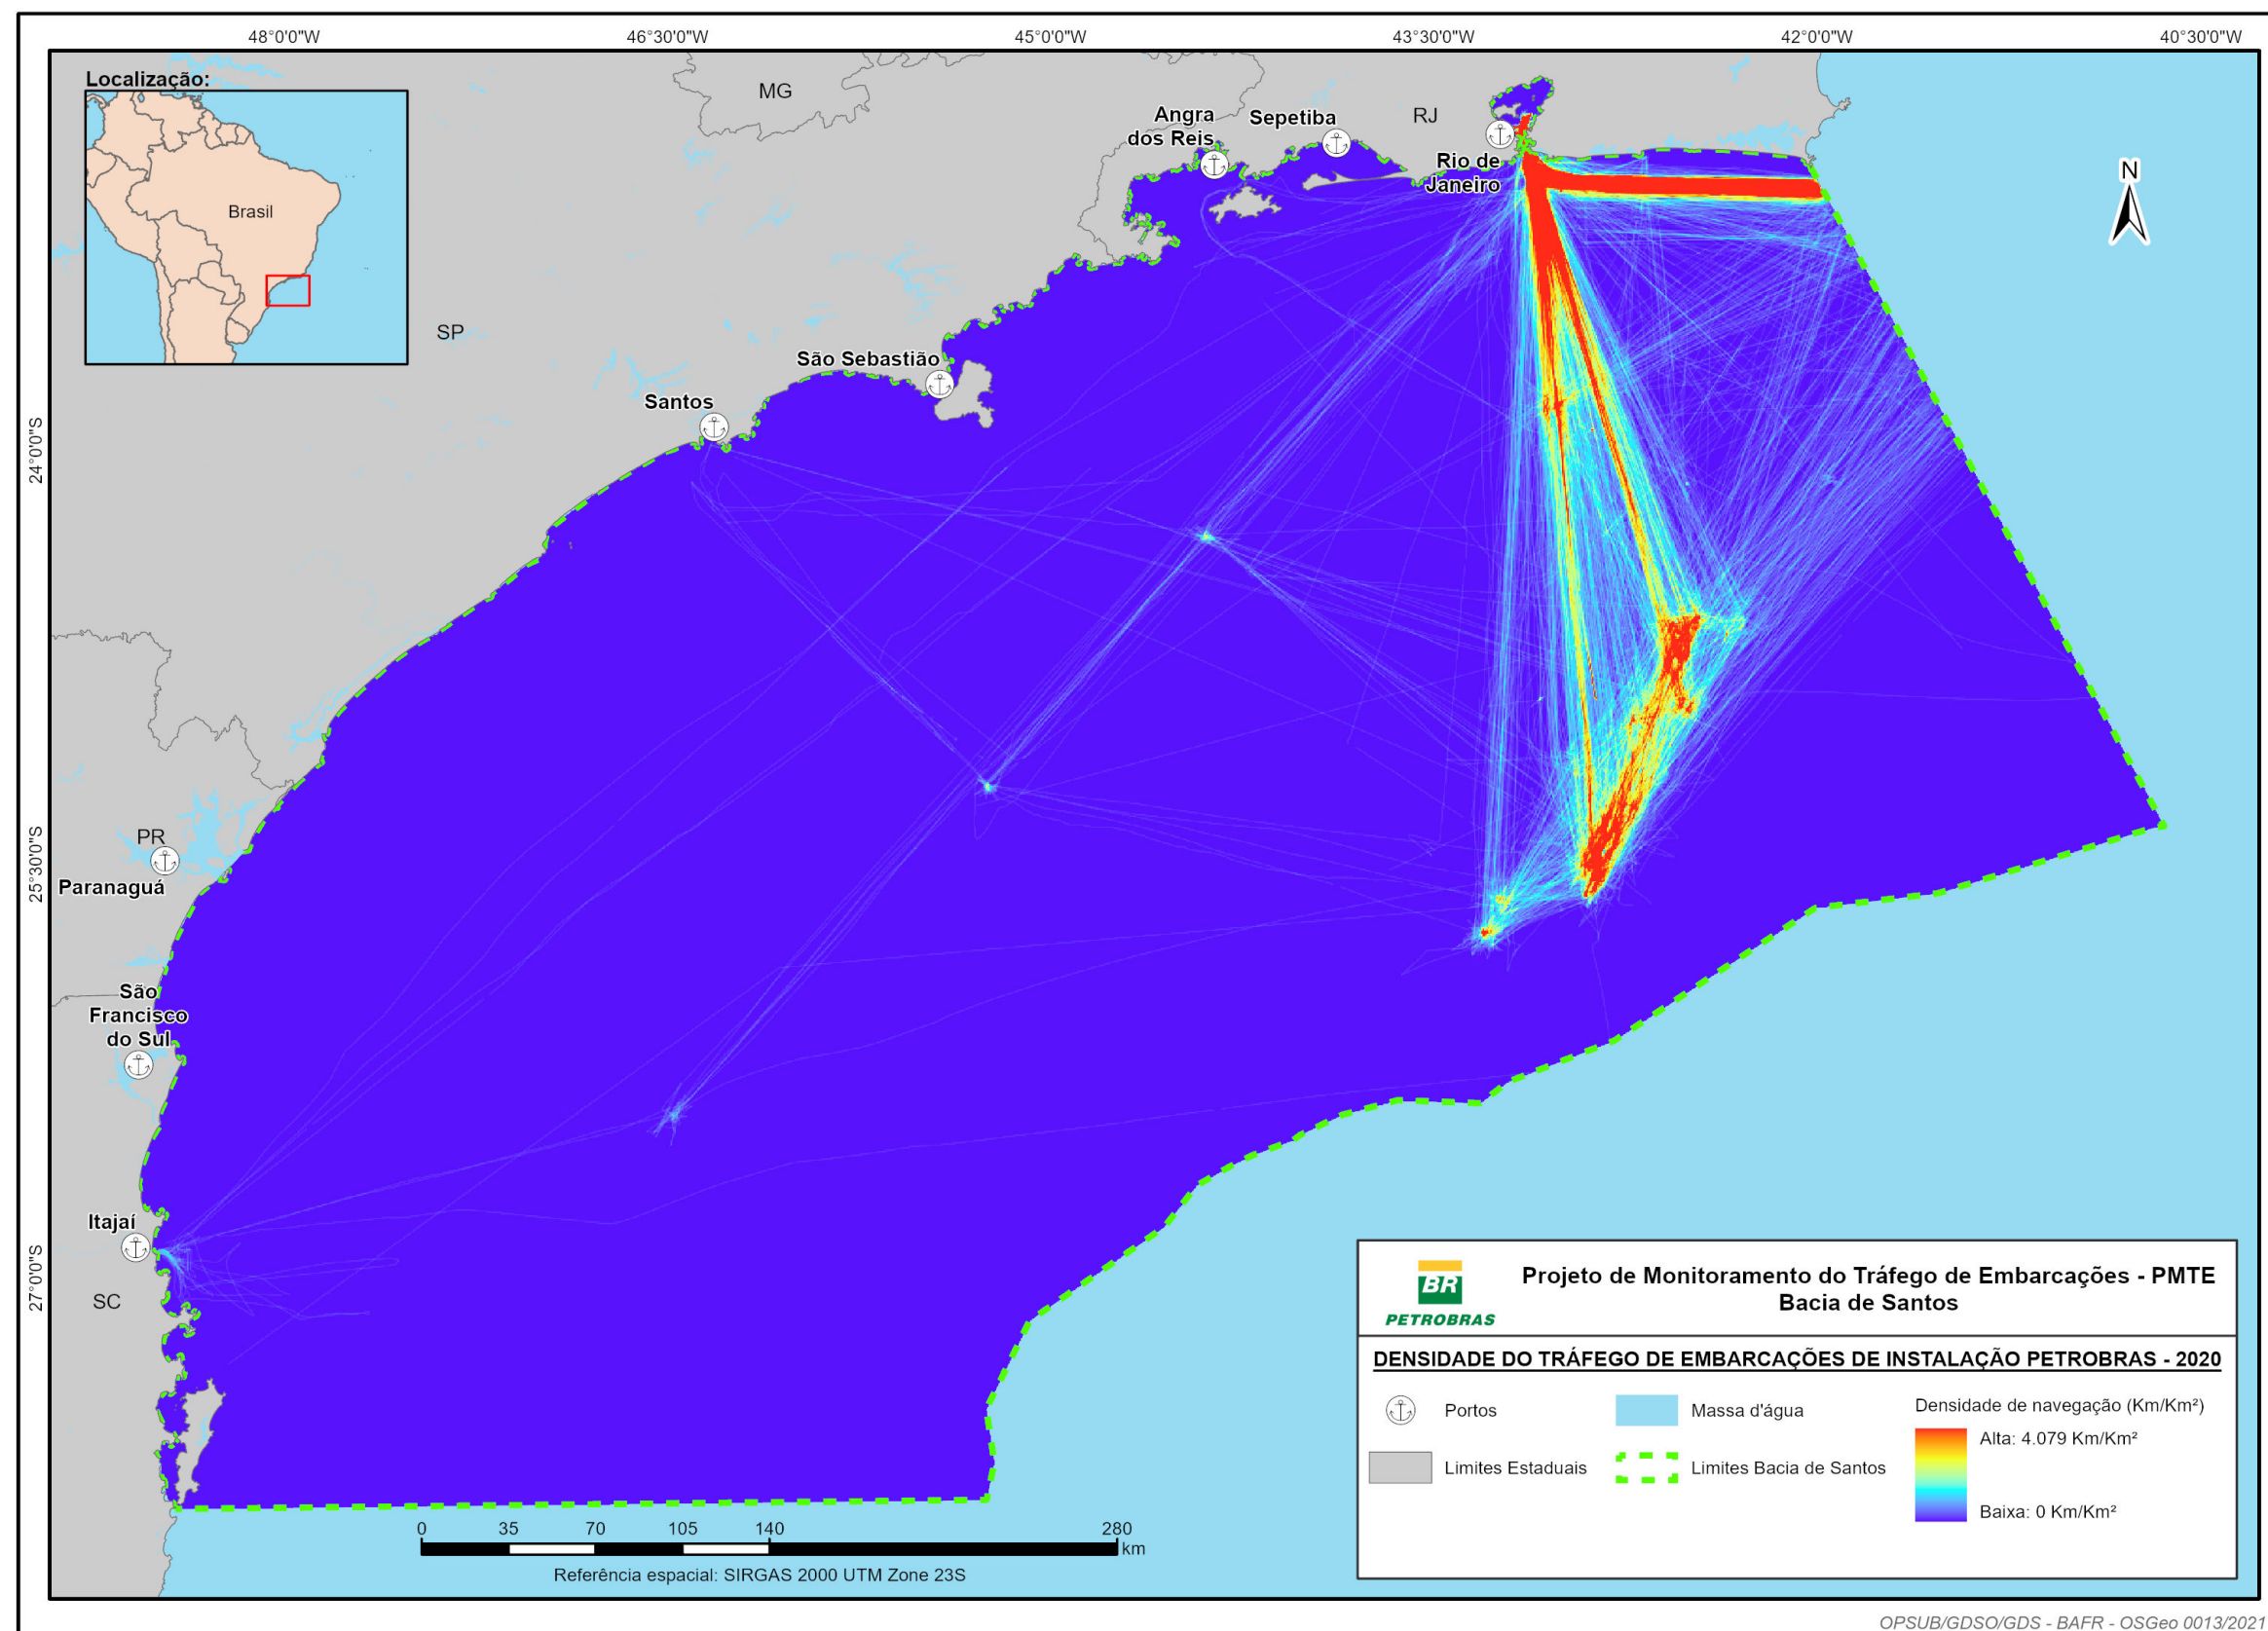 48°0'0"W
46°30'0"W
45°0'0"W
43°30'0"W
42°0'0"W
40°30'0"W
Localização:
Brasil
MG
SP
RJ
Angra
dos Reis
Sepetiba
Rio de
Janeiro
N
São Sebastião
Santos
24°0'0"S
25°30'0"S
27°0'0"S
PR
Paranaguá
São
Francisco
do Sul
Itajaí
SC
BR
PETROBRAS
Projeto de Monitoramento do Tráfego de Embarcações - PMTE
Bacia de Santos
DENSIDADE DO TRÁFEGO DE EMBARCAÇÕES DE INSTALAÇÃO PETROBRAS - 2020
Portos
Massa d'água
Limites Estaduais
Limites Bacia de Santos
Densidade de navegação (Km/Km²)
Alta: 4.079 Km/Km²
Baixa: 0 Km/Km²
0 35 70 105 140 280
km
Referência espacial: SIRGAS 2000 UTM Zone 23S
OPSUB/GDSO/GDS - BAFR - OSGeo 0013/2021